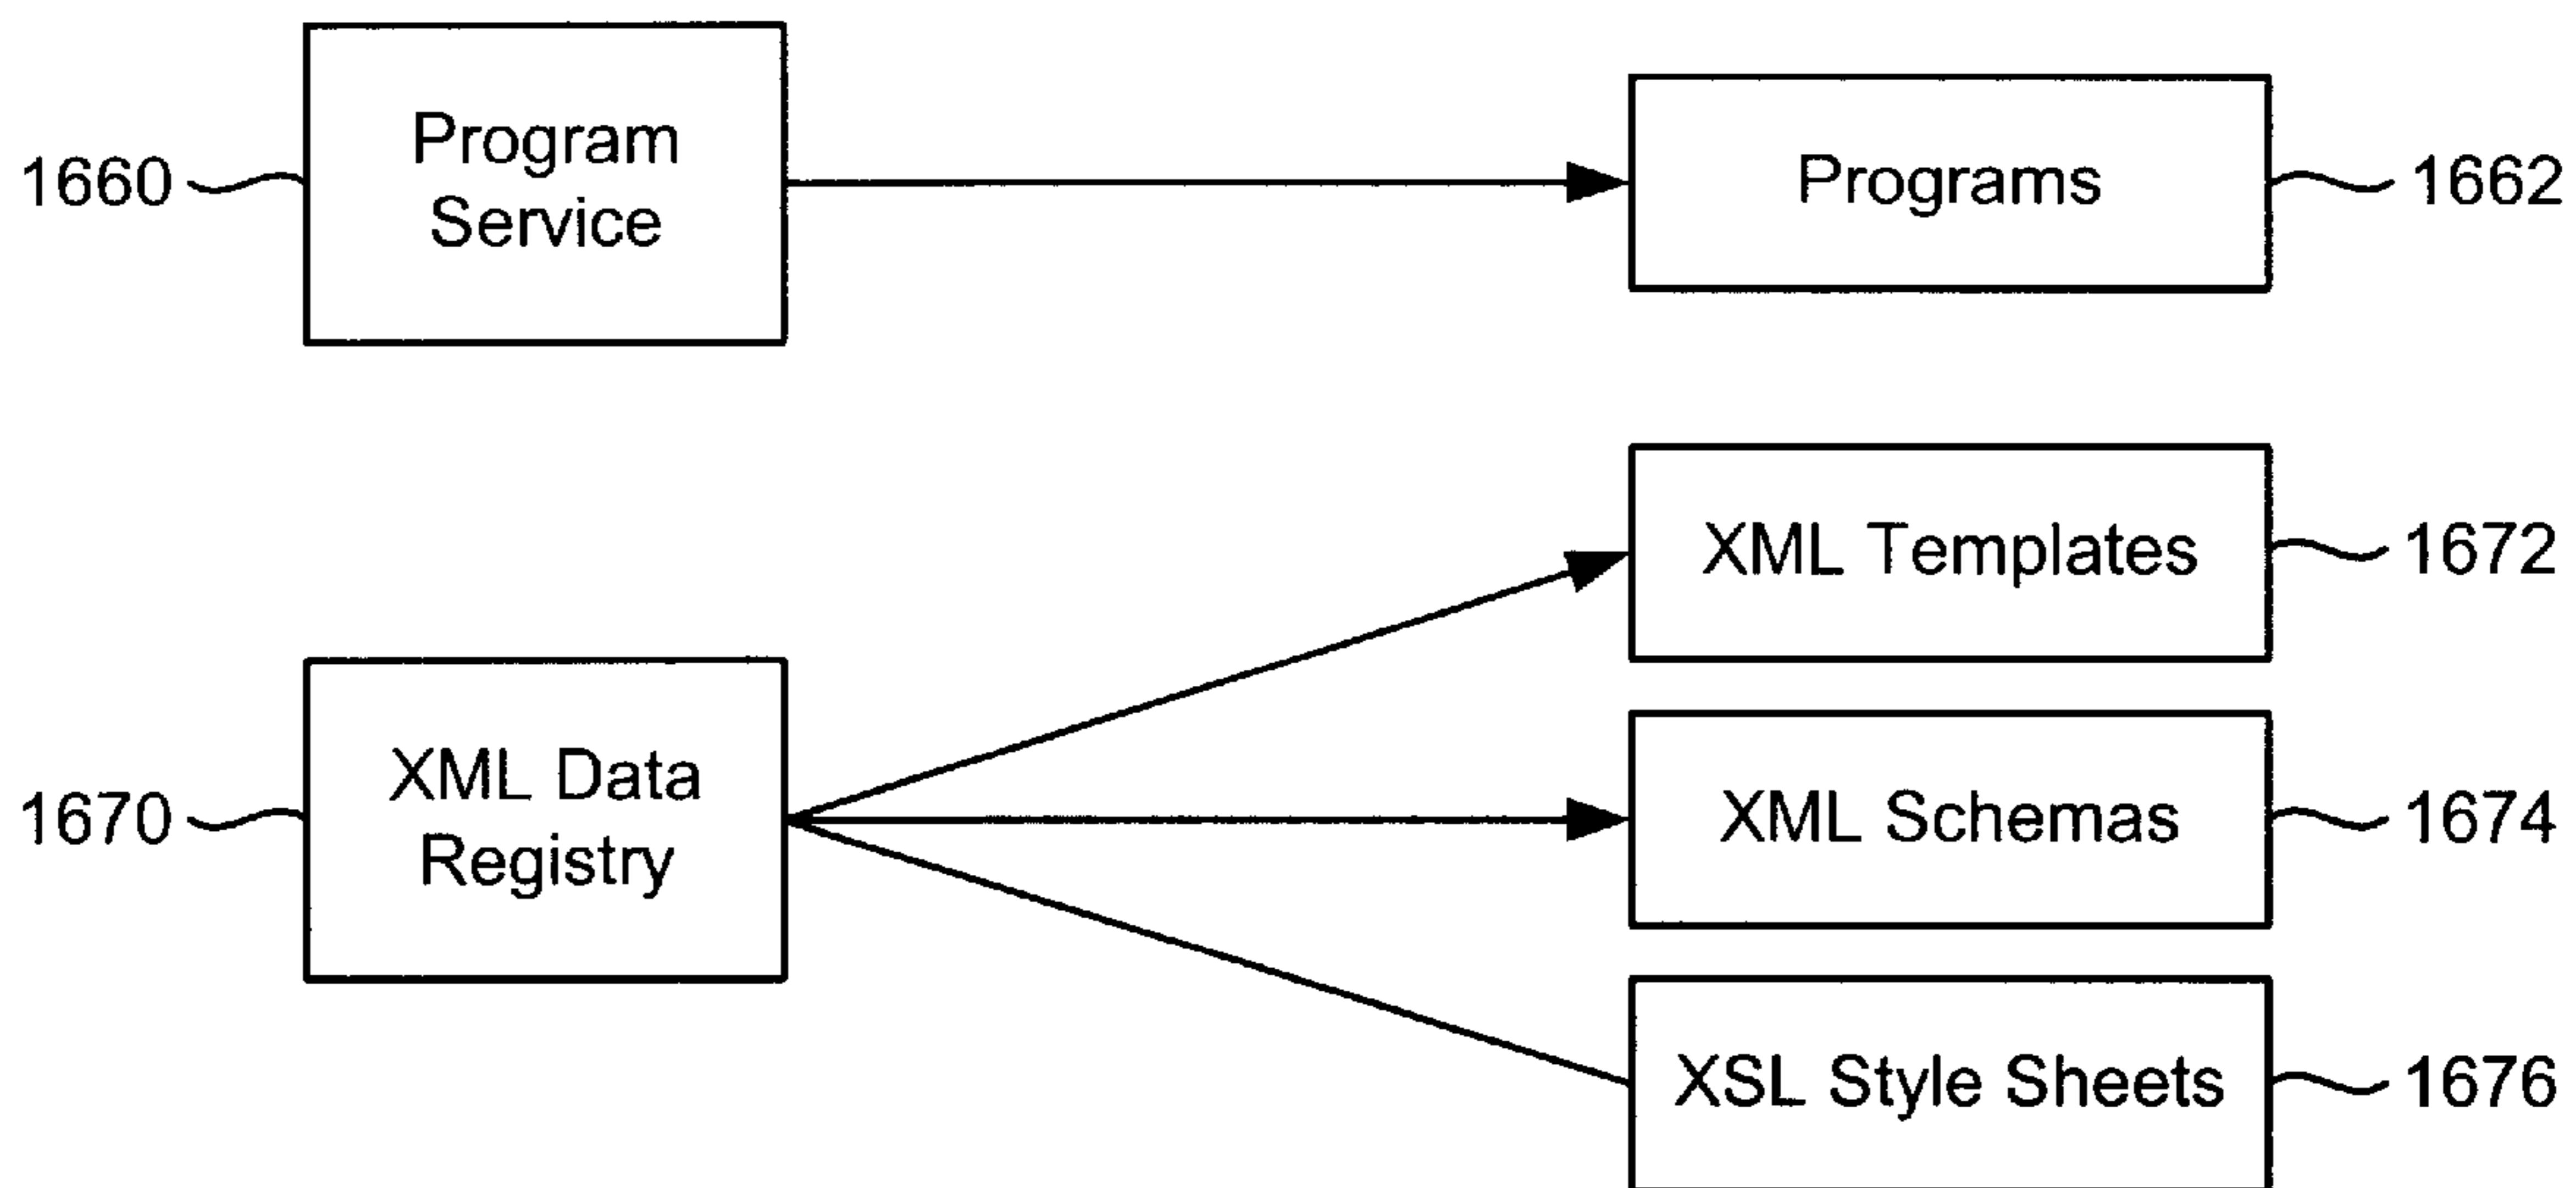 Program
Service
1660
Programs
1662
XML Templates
1672
XML Data
Registry
1670
XML Schemas
1674
XSL Style Sheets
1676